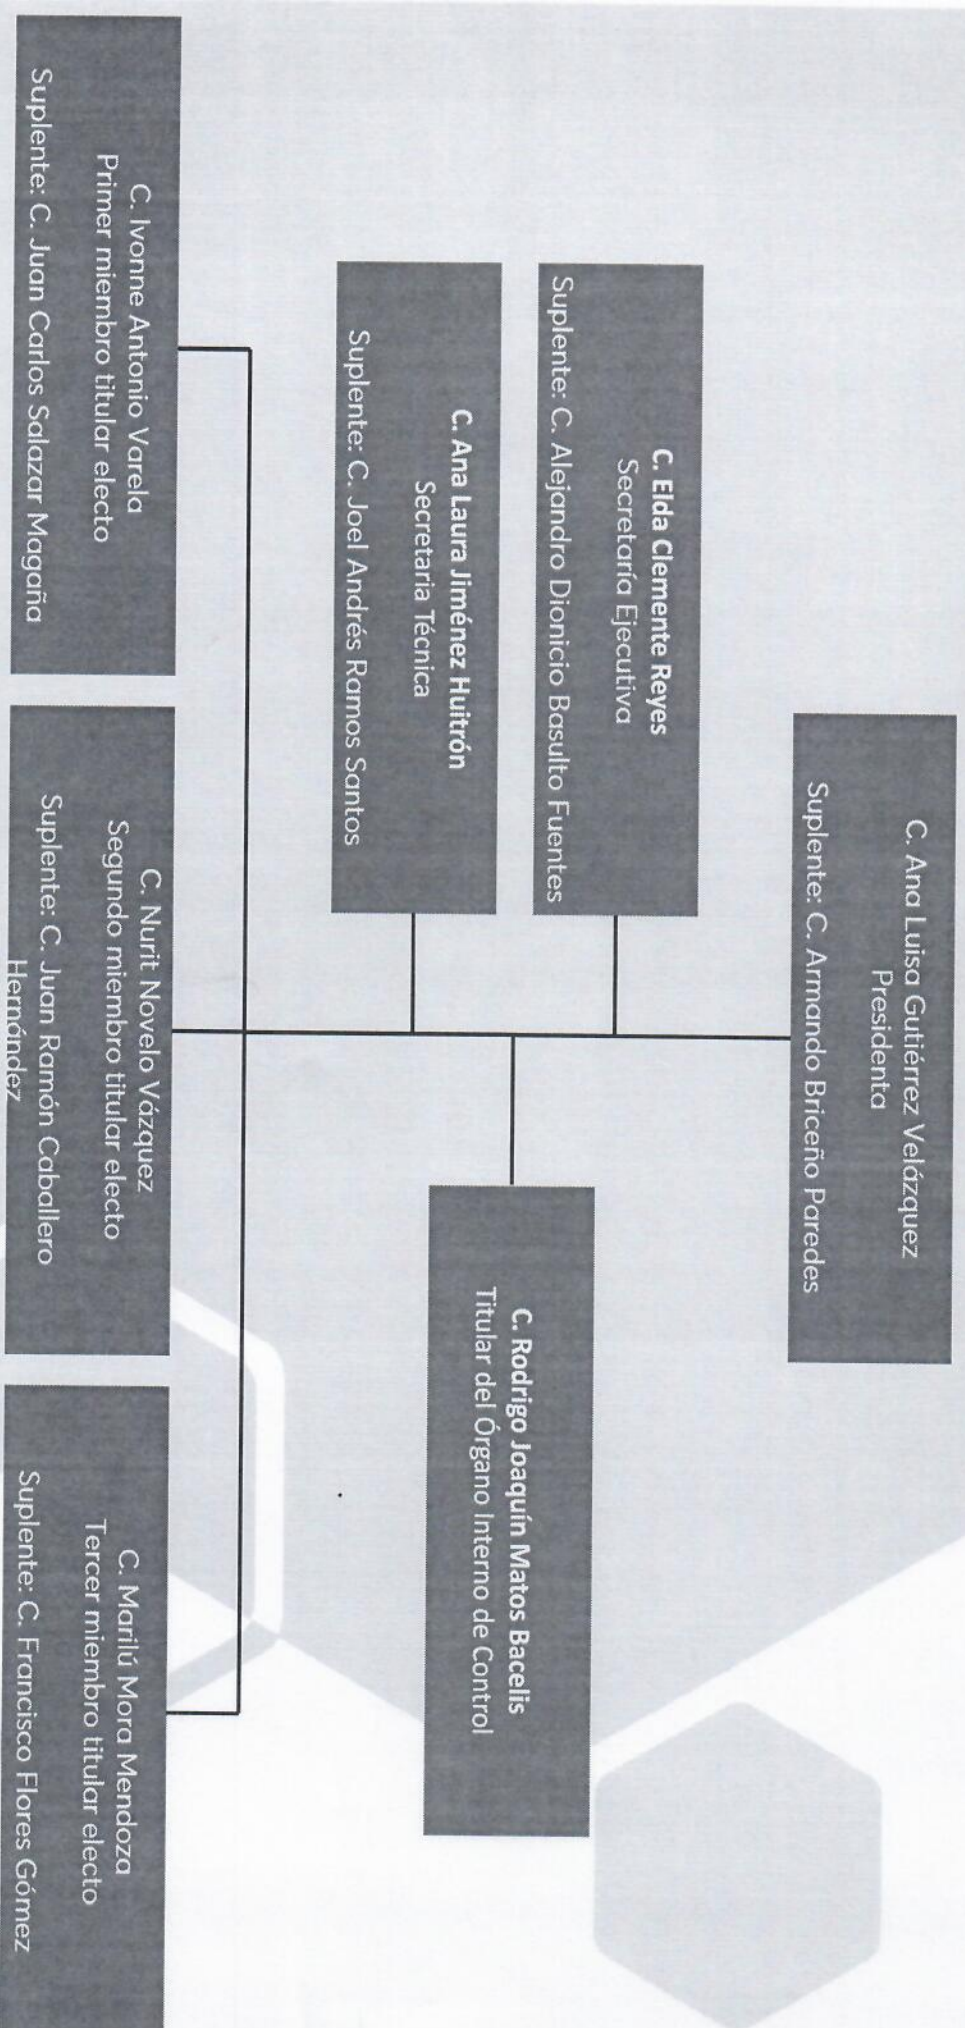 C. Ana Luisa Gutiérrez Velázquez
Presidenta
Suplente: C. Armando Briceño Paredes
C. Elda Clemente Reyes
Secretaría Ejecutiva
Suplente: C. Alejandro Dionicio Basulto Fuentes
C. Rodrigo Joaquín Matos Bacelis
Titular del Órgano Interno de Control
C. Ana Laura Jiménez Huitrón
Secretaria Técnica
Suplente: C. Joel Andrés Ramos Santos
C. Ivonne Antonio Varela
Primer miembro titular electo
Suplente: C. Juan Carlos Salazar Magaña
C. Nurit Novelo Vázquez
Segundo miembro titular electo
Suplente: C. Juan Ramón Caballero
Hernández
C. Marilú Mora Mendoza
Tercer miembro titular electo
Suplente: C. Francisco Flores Gómez